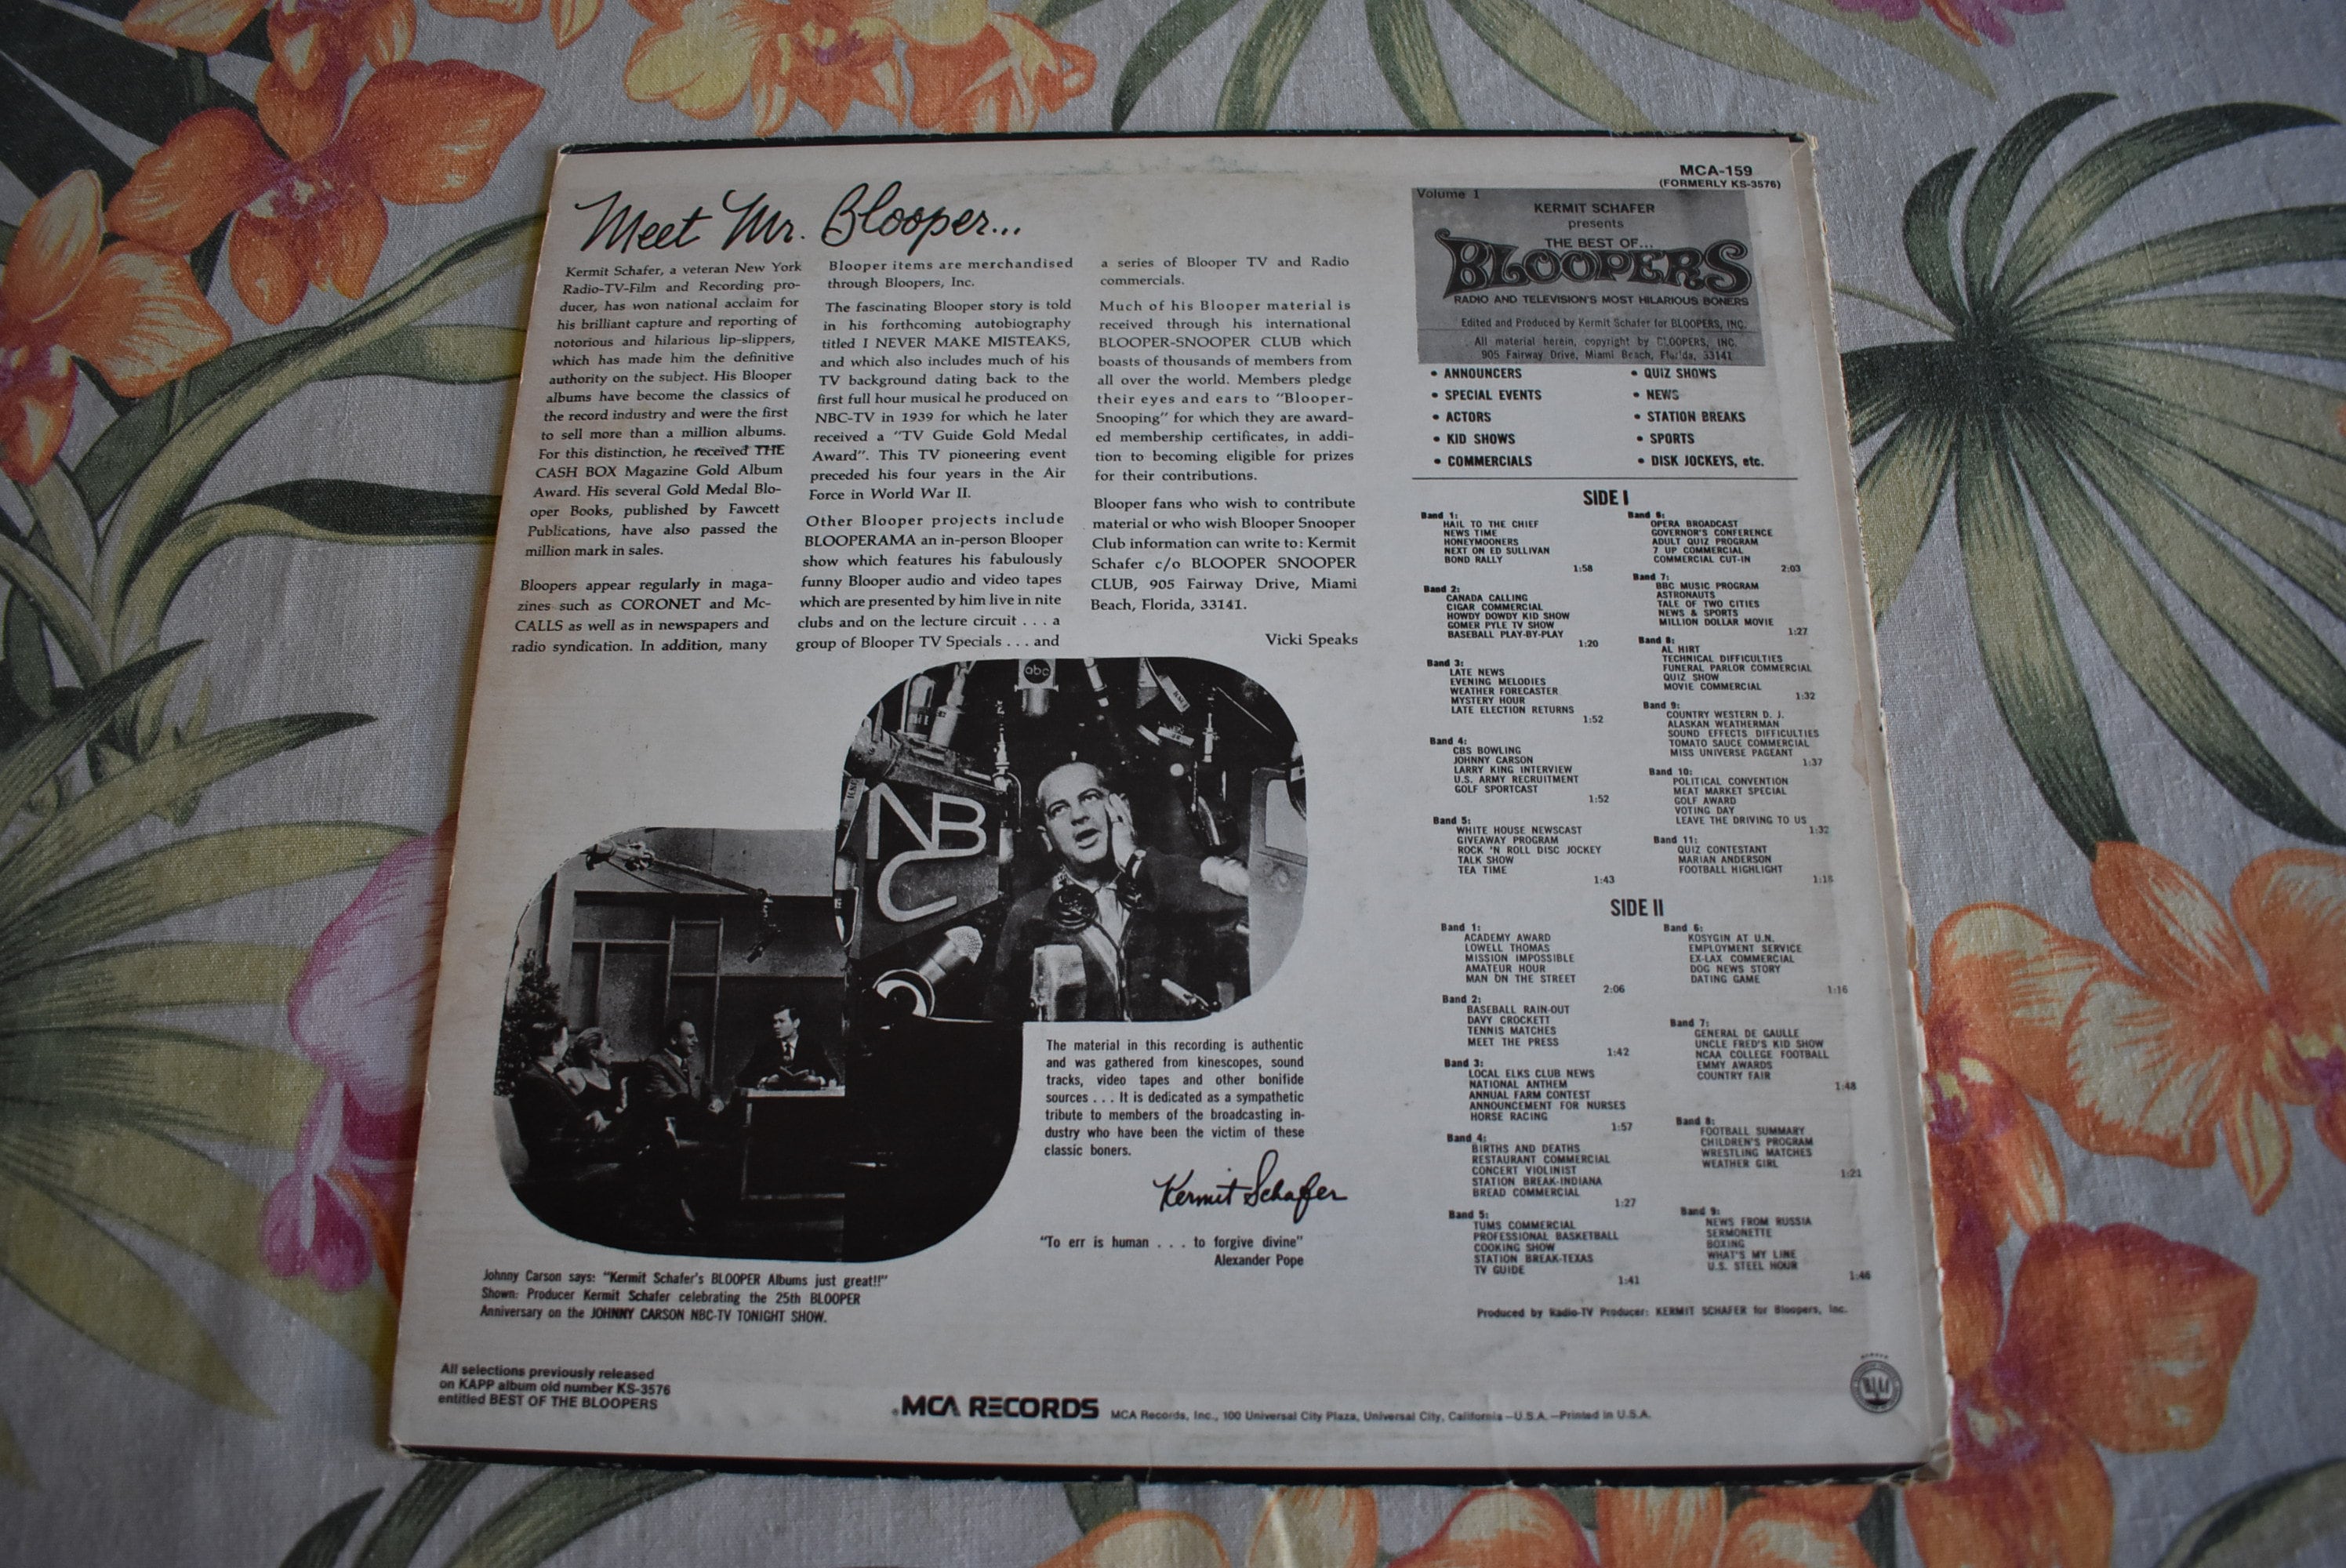 Meet Mr. Blooper...
Kermit Schafer, a veteran New York
Radio-TV-Film and Recording pro-
ducer, has won national acclaim for
his brilliant capture and reporting of
notorious and hilarious lip-slippers,
which has made him the definitive
authority on the subject. His Blooper
albums have become the classics of
the record industry and were the first
to sell more than a million albums.
For this distinction, he received THE
CASH BOX Magazine Gold Album
Award. His several Gold Medal Blo-
oper Books, published by Fawcett
Publications, have also passed the
million mark in sales.
Bloopers appear regularly in maga-
zines such as CORONET and Mc-
CALLS as well as in newspapers and
radio syndication. In addition, many
Blooper items are merchandised
through Bloopers, Inc.
The fascinating Blooper story is told
in his forthcoming autobiography
titled I NEVER MAKE MISTEAKS,
and which also includes much of his
TV background dating back to the
first full hour musical he produced on
NBC-TV in 1939 for which he later
received a "TV Guide Gold Medal
Award". This TV pioneering event
preceded his four years in the Air
Force in World War II.
Other Blooper projects include
BLOOPERAMA an in-person Blooper
show which features his fabulously
funny Blooper audio and video tapes
which are presented by him live in nite
clubs and on the lecture circuit . . . a
group of Blooper TV Specials . . . and
a series of Blooper TV and Radio
commercials.
Much of his Blooper material is
received through his international
BLOOPER-SNOOPER CLUB which
boasts of thousands of members from
all over the world. Members pledge
their eyes and ears to "Blooper-
Snooping" for which they are award-
ed membership certificates, in addi-
tion to becoming eligible for prizes
for their contributions.
Blooper fans who wish to contribute
material or who wish Blooper Snooper
Club information can write to: Kermit
Schafer c/o BLOOPER SNOOPER
CLUB, 905 Fairway Drive, Miami
Beach, Florida, 33141.
Vicki Speaks
abc
NBC
The material in this recording is authentic
and was gathered from kinescopes, sound
tracks, video tapes and other bonifide
sources . . . It is dedicated as a sympathetic
tribute to members of the broadcasting in-
dustry who have been the victim of these
classic boners.
Kermit Schafer
"To err is human . . . to forgive divine"
Alexander Pope
Johnny Carson says: "Kermit Schafer's BLOOPER Albums just great!!"
Shown: Producer Kermit Schafer celebrating the 25th BLOOPER
Anniversary on the JOHNNY CARSON NBC-TV TONIGHT SHOW.
MCA-159
(FORMERLY KS-3576)
Volume 1
KERMIT SCHAFER
presents
THE BEST OF...
BLOOPERS
RADIO AND TELEVISION'S MOST HILARIOUS BONERS
Edited and Produced by Kermit Schafer for BLOOPERS, INC.
All material herein, copyright by BLOOPERS, INC.
905 Fairway Drive, Miami Beach, Florida, 33141
• ANNOUNCERS
• SPECIAL EVENTS
• ACTORS
• KID SHOWS
• COMMERCIALS
• QUIZ SHOWS
• NEWS
• STATION BREAKS
• SPORTS
• DISK JOCKEYS, etc.
SIDE I
Band 1:
HAIL TO THE CHIEF
NEWS TIME
HONEYMOONERS
NEXT ON ED SULLIVAN
BOND RALLY
1:58
Band 2:
CANADA CALLING
CIGAR COMMERCIAL
HOWDY DOWDY KID SHOW
GOMER PYLE TV SHOW
BASEBALL PLAY-BY-PLAY
1:20
Band 3:
LATE NEWS
EVENING MELODIES
WEATHER FORECASTER
MYSTERY HOUR
LATE ELECTION RETURNS
1:52
Band 4:
CBS BOWLING
JOHNNY CARSON
LARRY KING INTERVIEW
U.S. ARMY RECRUITMENT
GOLF SPORTCAST
1:52
Band 5:
WHITE HOUSE NEWSCAST
GIVEAWAY PROGRAM
ROCK 'N ROLL DISC JOCKEY
TALK SHOW
TEA TIME
1:43
Band 6:
OPERA BROADCAST
GOVERNOR'S CONFERENCE
ADULT QUIZ PROGRAM
7 UP COMMERCIAL
COMMERCIAL CUT-IN
2:03
Band 7:
BBC MUSIC PROGRAM
ASTRONAUTS
TALE OF TWO CITIES
NEWS & SPORTS
MILLION DOLLAR MOVIE
1:27
Band 8:
AL HIRT
TECHNICAL DIFFICULTIES
FUNERAL PARLOR COMMERCIAL
QUIZ SHOW
MOVIE COMMERCIAL
1:32
Band 9:
COUNTRY WESTERN D. J.
ALASKAN WEATHERMAN
SOUND EFFECTS DIFFICULTIES
TOMATO SAUCE COMMERCIAL
MISS UNIVERSE PAGEANT
1:37
Band 10:
POLITICAL CONVENTION
MEAT MARKET SPECIAL
GOLF AWARD
VOTING DAY
LEAVE THE DRIVING TO US
1:32
Band 11:
QUIZ CONTESTANT
MARIAN ANDERSON
FOOTBALL HIGHLIGHT
SIDE II
Band 1:
ACADEMY AWARD
LOWELL THOMAS
MISSION IMPOSSIBLE
AMATEUR HOUR
MAN ON THE STREET
2:06
Band 2:
BASEBALL RAIN-OUT
DAVY CROCKETT
TENNIS MATCHES
MEET THE PRESS
1:42
Band 3:
LOCAL ELKS CLUB NEWS
NATIONAL ANTHEM
ANNUAL FARM CONTEST
ANNOUNCEMENT FOR NURSES
HORSE RACING
1:57
Band 4:
BIRTHS AND DEATHS
RESTAURANT COMMERCIAL
CONCERT VIOLINIST
STATION BREAK-INDIANA
BREAD COMMERCIAL
1:27
Band 5:
TUMS COMMERCIAL
PROFESSIONAL BASKETBALL
COOKING SHOW
STATION BREAK-TEXAS
TV GUIDE
1:41
Band 6:
KOSYGIN AT U.N.
EMPLOYMENT SERVICE
EX-LAX COMMERCIAL
DOG NEWS STORY
DATING GAME
1:16
Band 7:
GENERAL DE GAULLE
UNCLE FRED'S KID SHOW
NCAA COLLEGE FOOTBALL
EMMY AWARDS
COUNTRY FAIR
1:48
Band 8:
FOOTBALL SUMMARY
CHILDREN'S PROGRAM
WRESTLING MATCHES
WEATHER GIRL
1:21
Band 9:
NEWS FROM RUSSIA
SERMONETTE
BOXING
WHAT'S MY LINE
U.S. STEEL HOUR
1:46
Produced by Radio-TV Producer: KERMIT SCHAFER for Bloopers, Inc.
All selections previously released
on KAPP album old number KS-3576
entitled BEST OF THE BLOOPERS
MCA RECORDS MCA Records, Inc., 100 Universal City Plaza, Universal City, California—U.S.A.—Printed in U.S.A.